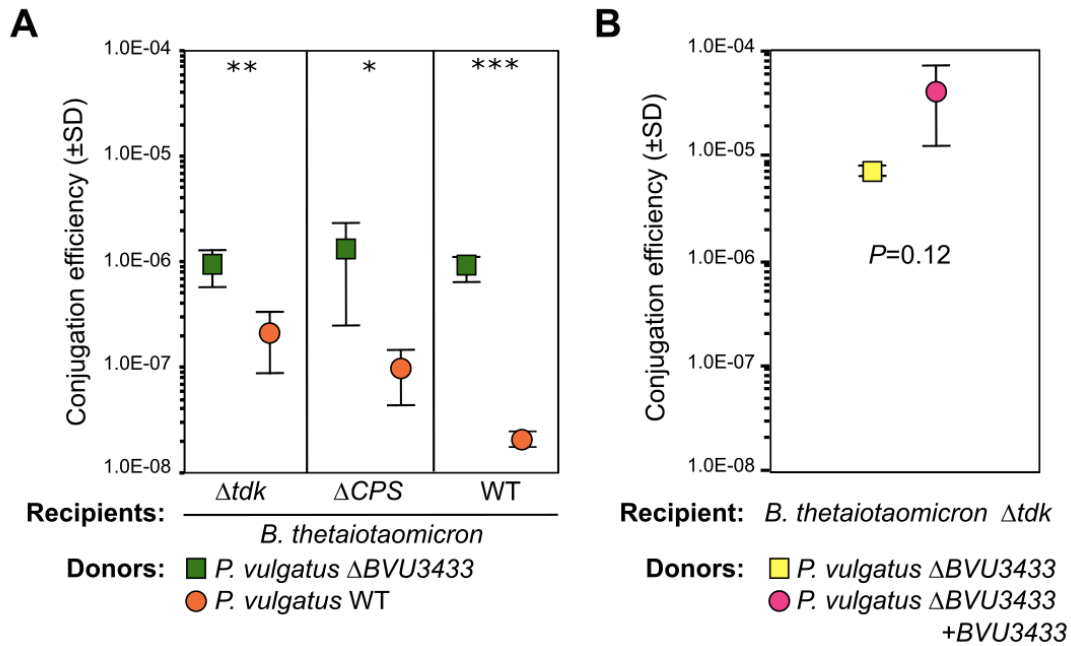 A
Conjugation efficiency (±SD)
1.0E-04
1.0E-05
1.0E-06
1.0E-07
1.0E-08
** * ***
Δtdk ΔCPS WT
Recipients:
B. thetaiotaomicron
Donors: P. vulgatus ΔBVU3433
P. vulgatus WT
B
Conjugation efficiency (±SD)
1.0E-04
1.0E-05
1.0E-06
1.0E-07
1.0E-08
P=0.12
Recipient: B. thetaiotaomicron Δtdk
Donors: P. vulgatus ΔBVU3433
P. vulgatus ΔBVU3433
+BVU3433